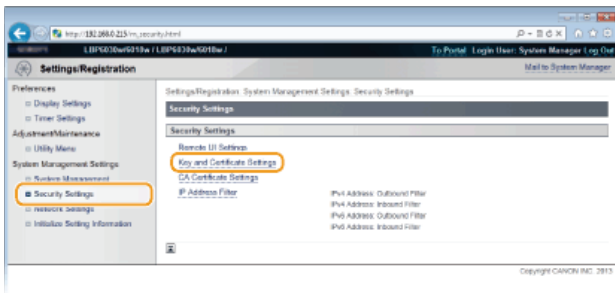 http://192.168.0.215/m_security.html
LBP6030w/6018w / LBP6030w/6018w /
To Portal Login User: System Manager Log Out
Settings/Registration
Mail to System Manager
Preferences
Display Settings
Timer Settings
Adjustment/Maintenance
Utility Menu
System Management Settings
System Management
Security Settings
Network Settings
Initialize Setting Information
Settings/Registration: System Management Settings: Security Settings
Security Settings
Security Settings
Remote UI Settings
Key and Certificate Settings
CA Certificate Settings
IP Address Filter
IPv4 Address: Outbound Filter
IPv4 Address: Inbound Filter
IPv6 Address: Outbound Filter
IPv6 Address: Inbound Filter
Copyright CANON INC. 2013